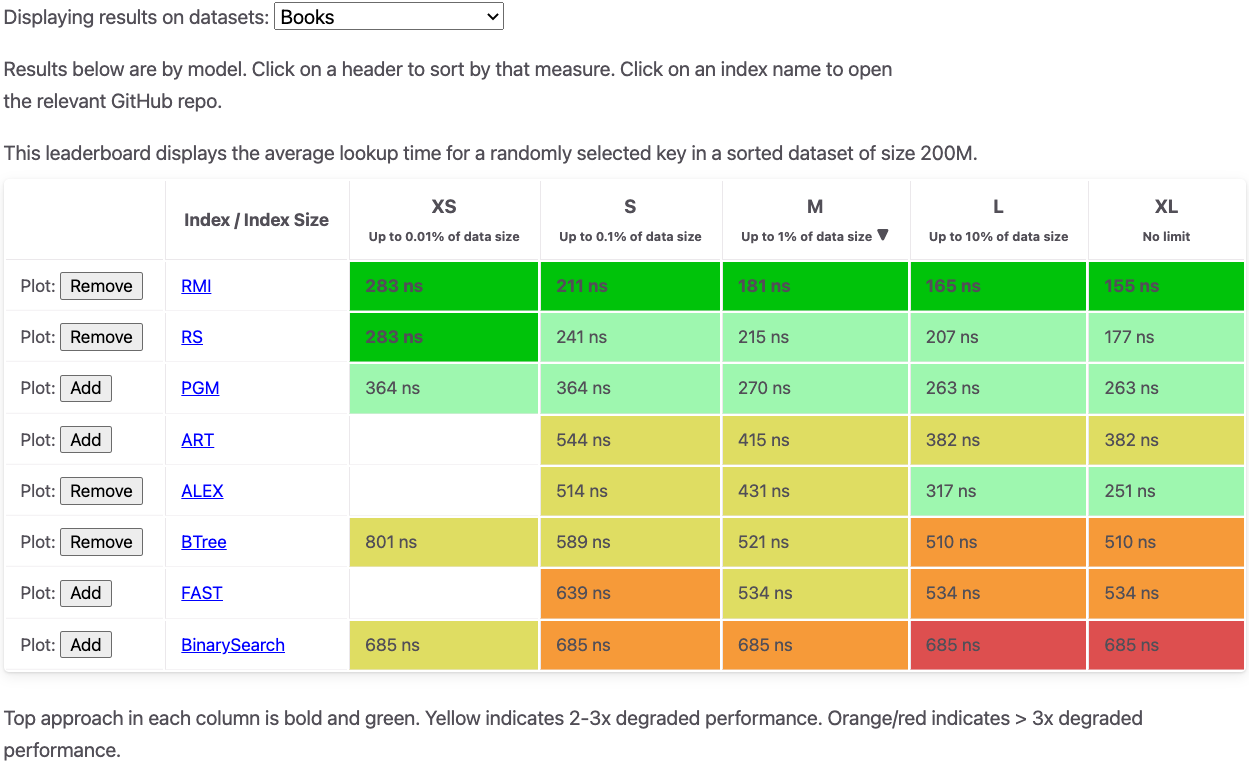 Displaying results on datasets: Books
Results below are by model. Click on a header to sort by that measure. Click on an index name to open
the relevant GitHub repo.
This leaderboard displays the average lookup time for a randomly selected key in a sorted dataset of size 200M.
Index / Index Size XS S M L XL
Up to 0.01% of data size Up to 0.1% of data size Up to 1% of data size ▼ Up to 10% of data size No limit
Plot: Remove RMI 283 ns 211 ns 181 ns 165 ns 155 ns
Plot: Remove RS 283 ns 241 ns 215 ns 207 ns 177 ns
Plot: Add PGM 364 ns 364 ns 270 ns 263 ns 263 ns
Plot: Add ART 544 ns 415 ns 382 ns 382 ns
Plot: Remove ALEX 514 ns 431 ns 317 ns 251 ns
Plot: Remove BTree 801 ns 589 ns 521 ns 510 ns 510 ns
Plot: Add FAST 639 ns 534 ns 534 ns 534 ns
Plot: Add BinarySearch 685 ns 685 ns 685 ns 685 ns 685 ns
Top approach in each column is bold and green. Yellow indicates 2-3x degraded performance. Orange/red indicates > 3x degraded
performance.